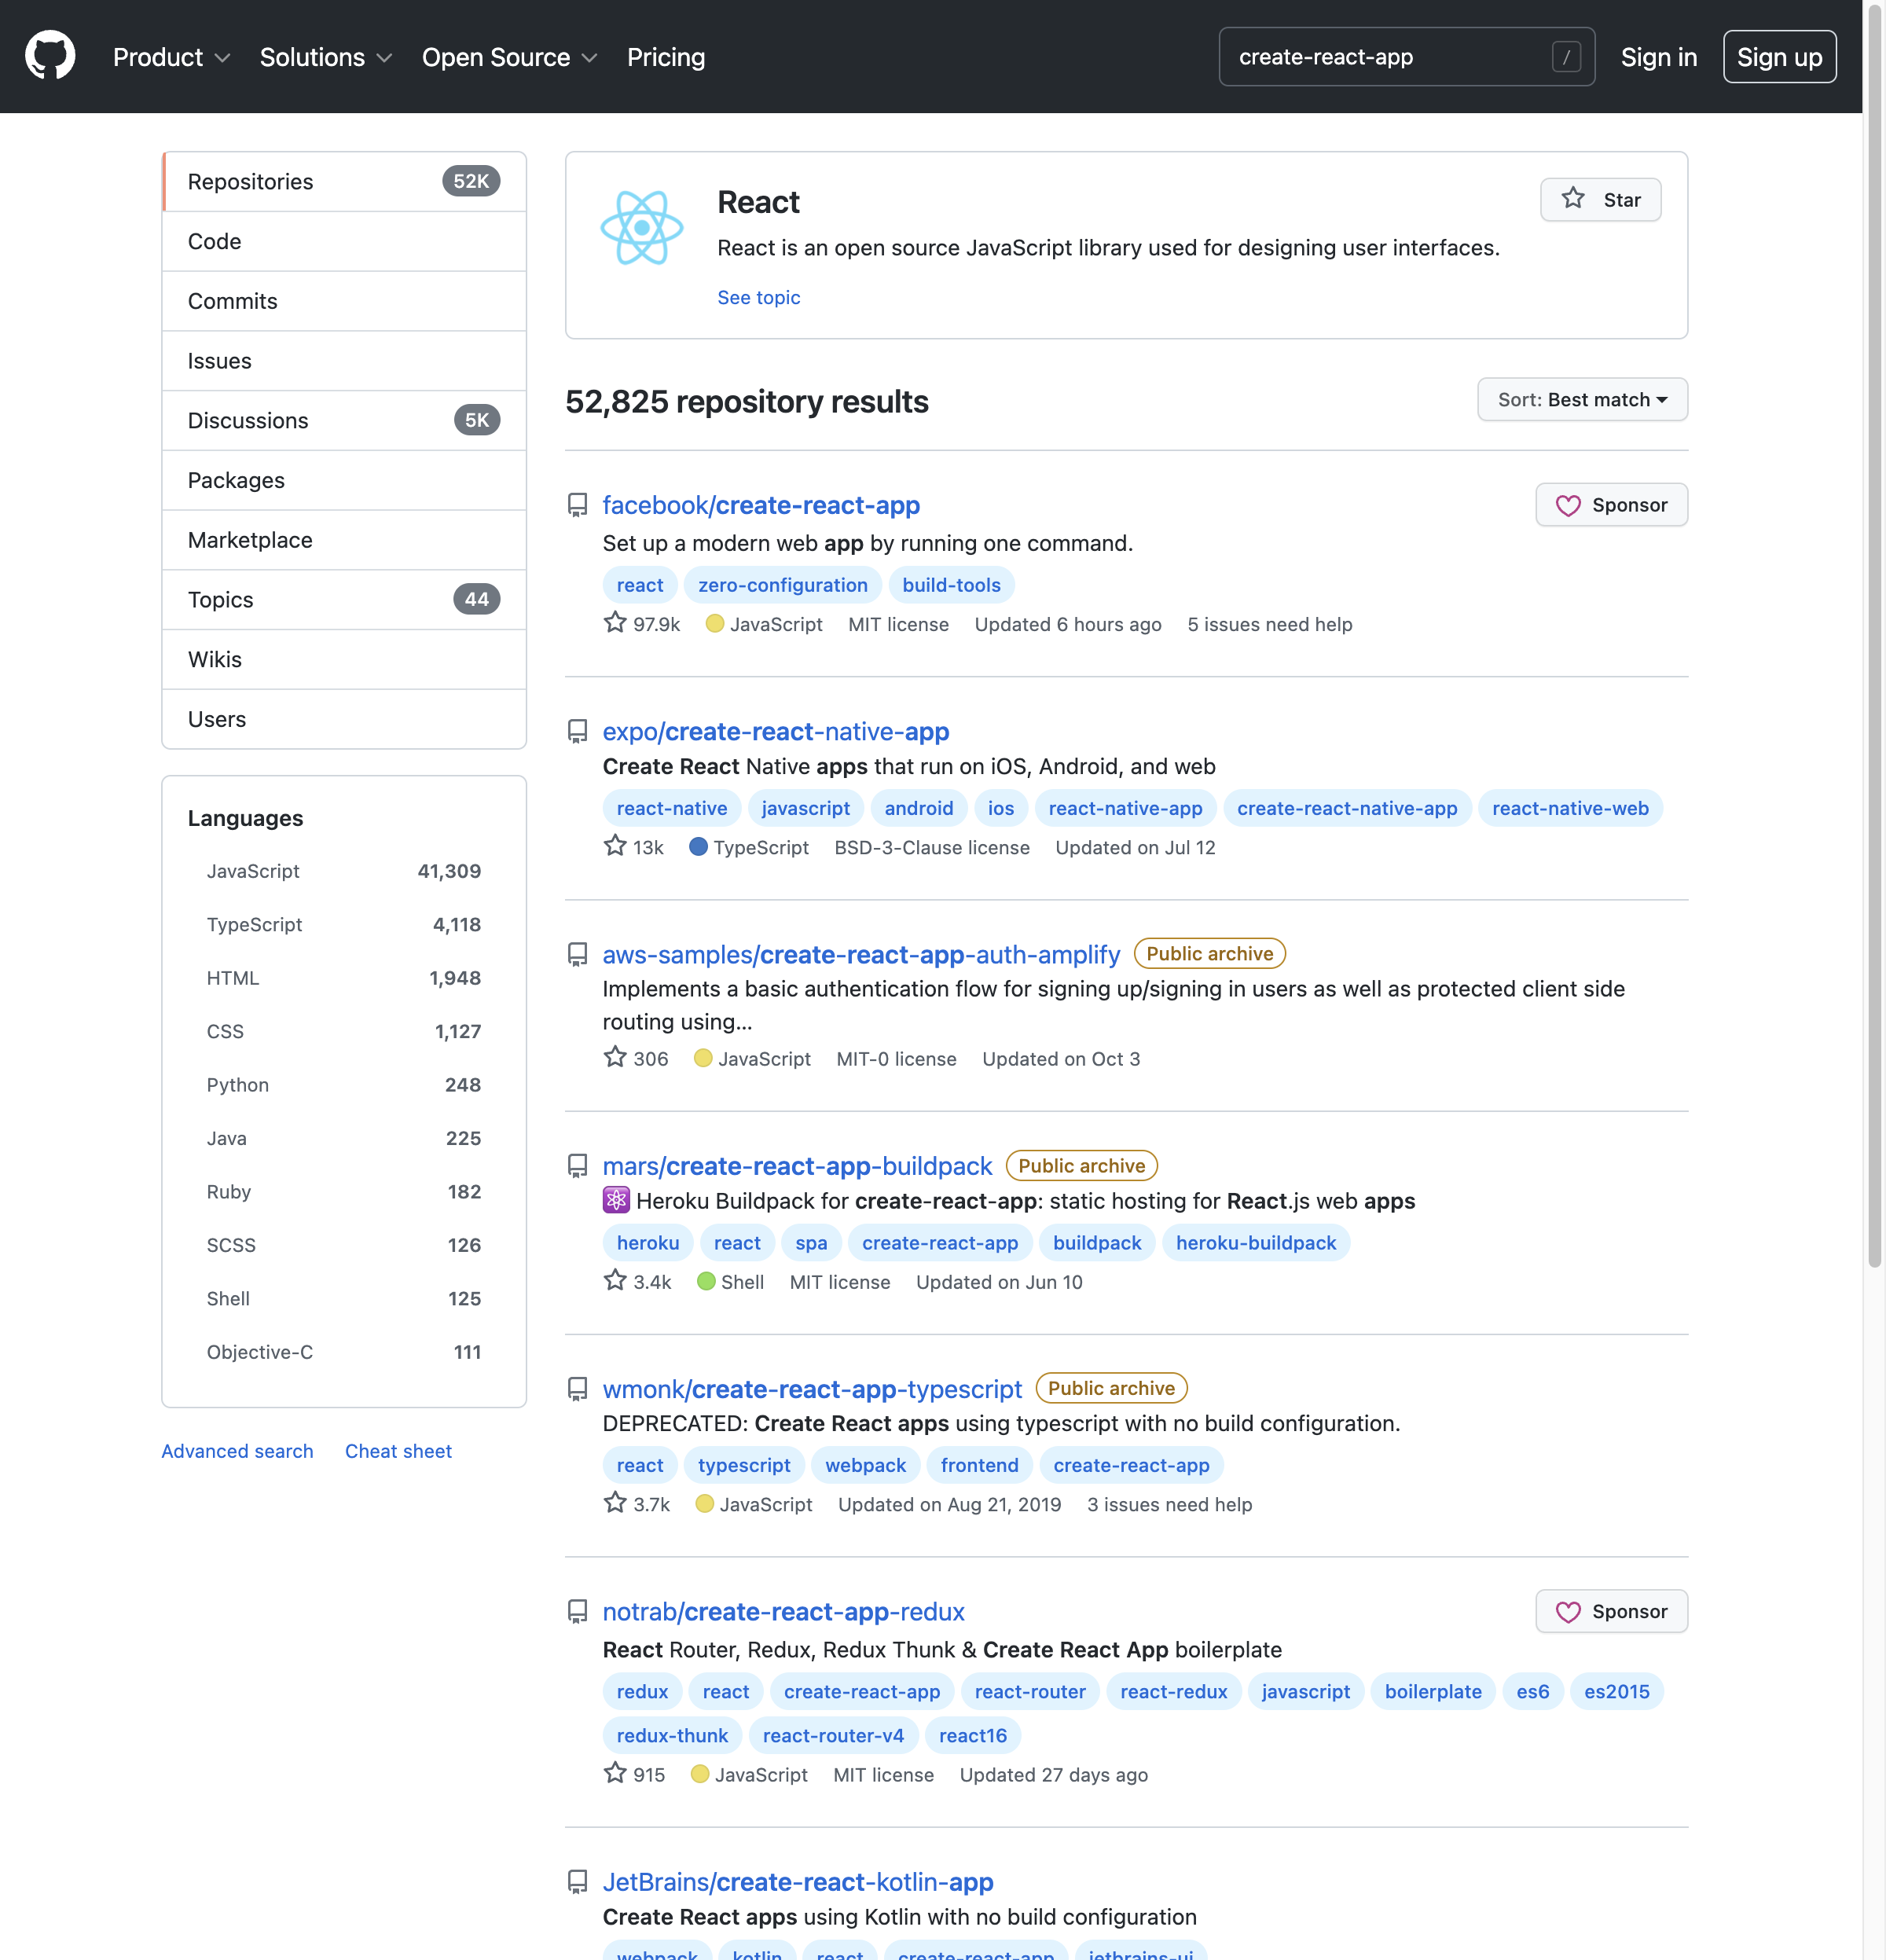 Product Solutions Open Source Pricing create-react-app / Sign in Sign up
Repositories 52K
Code
Commits
Issues
Discussions 5K
Packages
Marketplace
Topics 44
Wikis
Users
Languages
JavaScript 41,309
TypeScript 4,118
HTML 1,948
CSS 1,127
Python 248
Java 225
Ruby 182
SCSS 126
Shell 125
Objective-C 111
Advanced search Cheat sheet
React
Star
React is an open source JavaScript library used for designing user interfaces.
See topic
52,825 repository results
Sort: Best match
facebook/create-react-app
Sponsor
Set up a modern web app by running one command.
react zero-configuration build-tools
97.9k JavaScript MIT license Updated 6 hours ago 5 issues need help
expo/create-react-native-app
Create React Native apps that run on iOS, Android, and web
react-native javascript android ios react-native-app create-react-native-app react-native-web
13k TypeScript BSD-3-Clause license Updated on Jul 12
aws-samples/create-react-app-auth-amplify Public archive
Implements a basic authentication flow for signing up/signing in users as well as protected client side
routing using...
306 JavaScript MIT-0 license Updated on Oct 3
mars/create-react-app-buildpack Public archive
⚛️ Heroku Buildpack for create-react-app: static hosting for React.js web apps
heroku react spa create-react-app buildpack heroku-buildpack
3.4k Shell MIT license Updated on Jun 10
wmonk/create-react-app-typescript Public archive
DEPRECATED: Create React apps using typescript with no build configuration.
react typescript webpack frontend create-react-app
3.7k JavaScript Updated on Aug 21, 2019 3 issues need help
notrab/create-react-app-redux
Sponsor
React Router, Redux, Redux Thunk & Create React App boilerplate
redux react create-react-app react-router react-redux javascript boilerplate es6 es2015
redux-thunk react-router-v4 react16
915 JavaScript MIT license Updated 27 days ago
JetBrains/create-react-kotlin-app
Create React apps using Kotlin with no build configuration
webpack kotlin react create-react-app jetbrains-ui